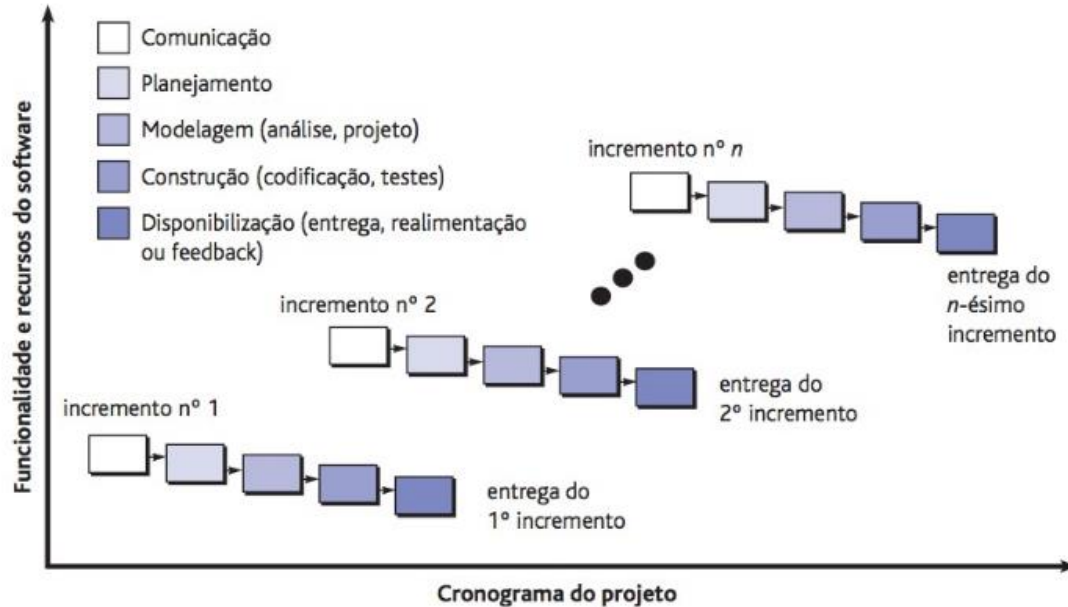 Funcionalidade e recursos do software
Comunicação
Planejamento
Modelagem (análise, projeto)
Construção (codificação, testes)
Disponibilização (entrega, realimentação
ou feedback)
incremento nº n
entrega do
n-ésimo
incremento
incremento nº 2
entrega do
2º incremento
incremento nº 1
entrega do
1º incremento
Cronograma do projeto